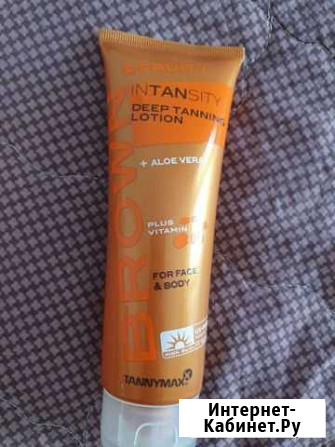 BROWN
INTANSITY
DEEP TANNING
LOTION
+ ALOE VERA
PLUS
VITAMIN
FOR FACE
& BODY
TANNYMAXX
Интернет-
Кабинет.Ру